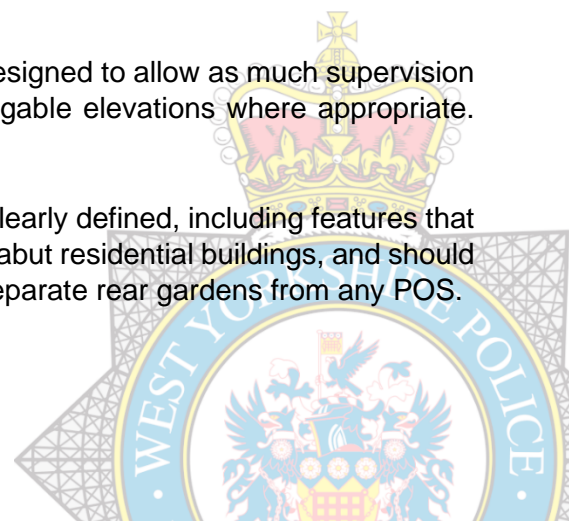 esigned to allow as much supervision
gable elevations where appropriate.
learly defined, including features that
abut residential buildings, and should
eparate rear gardens from any POS.
WEST YORKSHIRE POLICE